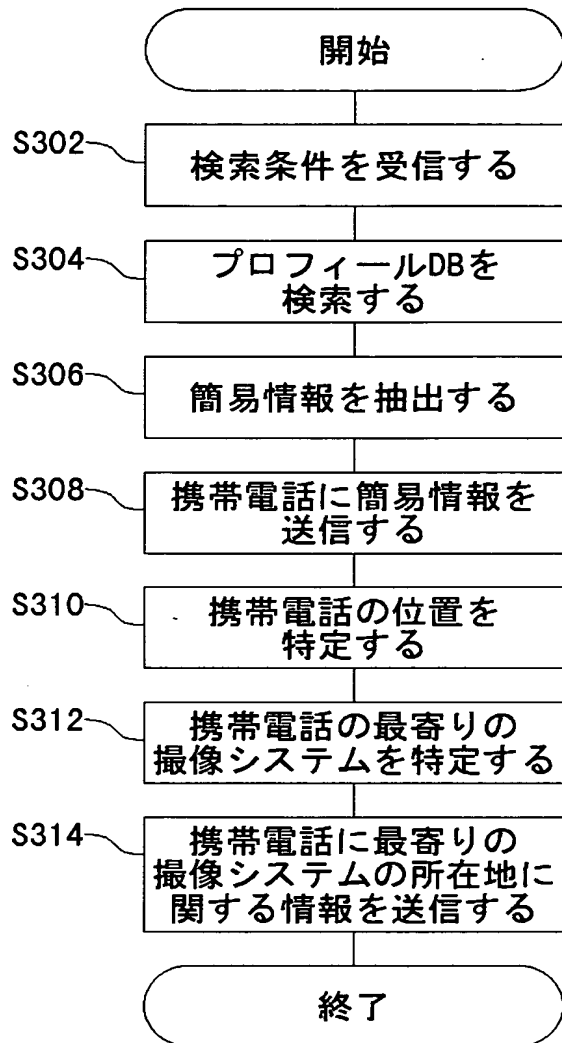 開始
S302
検索条件を受信する
S304
プロフィールDBを
検索する
S306
簡易情報を抽出する
S308
携帯電話に簡易情報を
送信する
S310
携帯電話の位置を
特定する
S312
携帯電話の最寄りの
撮像システムを特定する
S314
携帯電話に最寄りの
撮像システムの所在地に
関する情報を送信する
終了